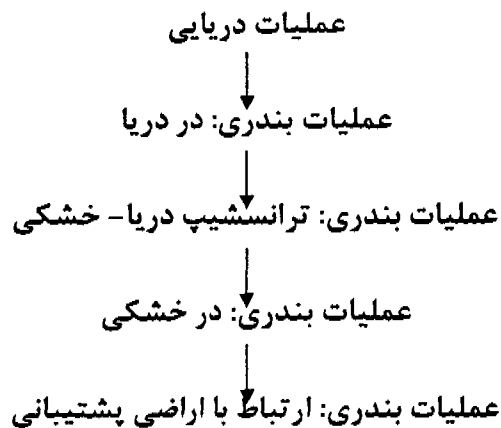 عملیات دریایی
عملیات بندری: در دریا
عملیات بندری: ترانسشیپ دریا- خشکی
عملیات بندری: در خشکی
عملیات بندری: ارتباط با اراضی پشتیبانی